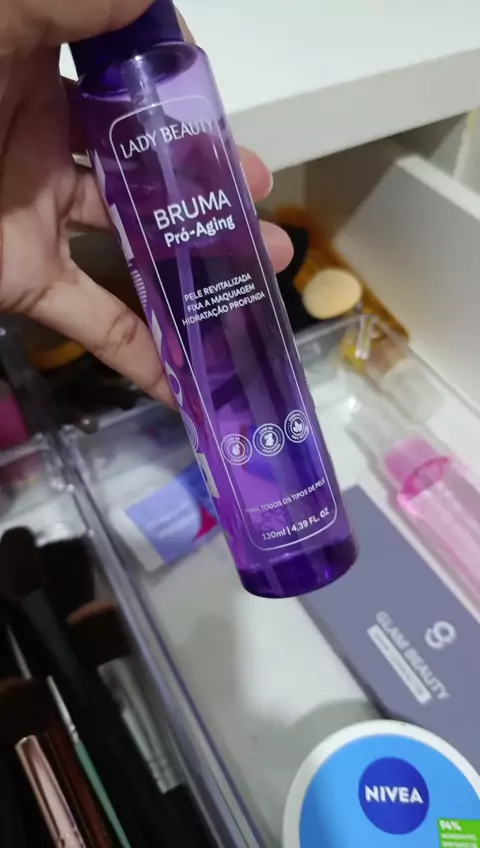 LADY BEAUTY
BRUMA
Pró-Aging
PELE REVITALIZADA
FIXA A MAQUIAGEM
HIDRATAÇÃO PROFUNDA
TODOS OS TIPOS DE PELE
130ml | 4,39 FL. OZ
g
GLAM BEAUTY
NIVEA
94%